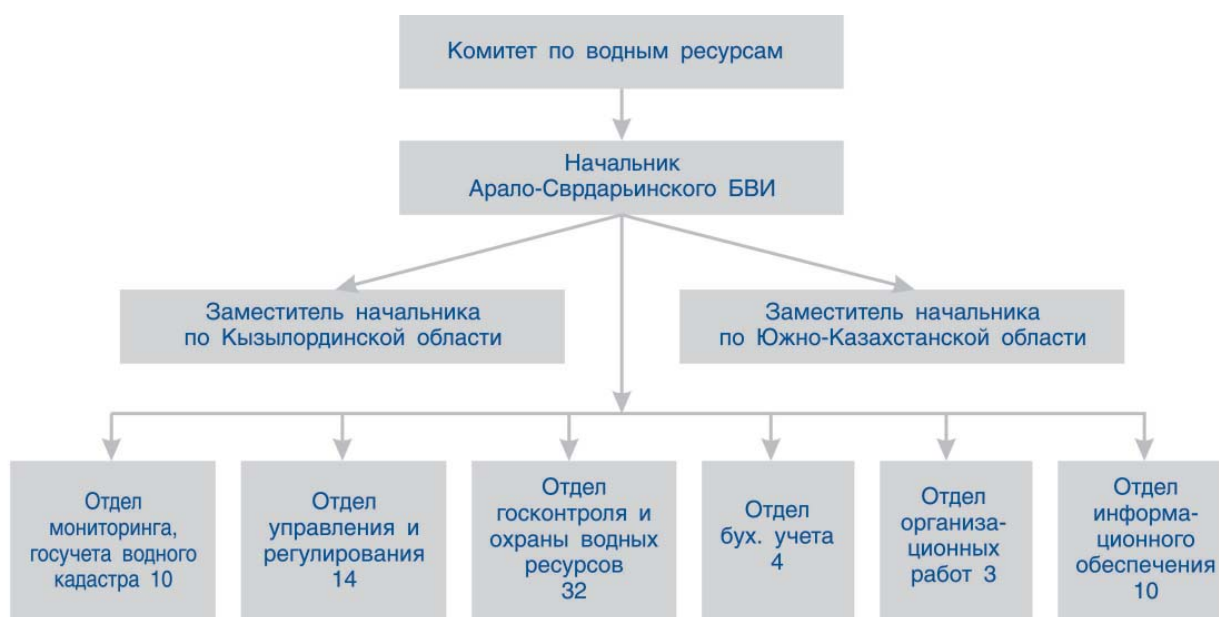 Комитет по водным ресурсам
Начальник
Арало-Сврдарьинского БВИ
Заместитель начальника
по Кызылординской области
Заместитель начальника
по Южно-Казахстанской области
Отдел
мониторинга,
госучета водного
кадастра 10
Отдел
управления и
регулирования
14
Отдел
госконтроля и
охраны водных
ресурсов
32
Отдел
бух. учета
4
Отдел
организа-
ционных
работ 3
Отдел
информа-
ционного
обеспечения
10